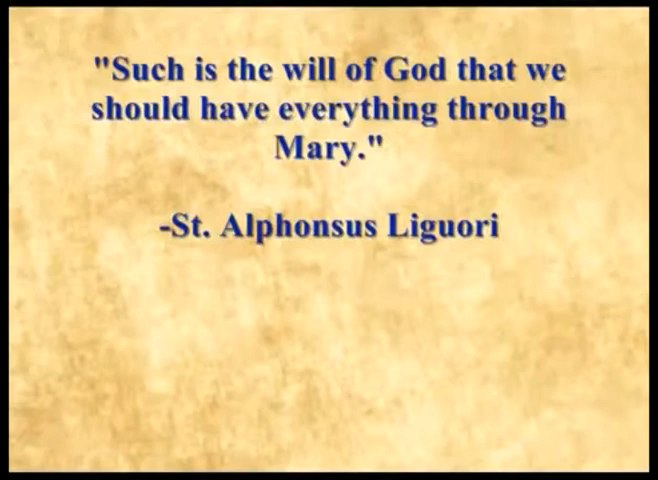 "Such is the will of God that we
should have everything through
Mary."
-St. Alphonsus Liguori